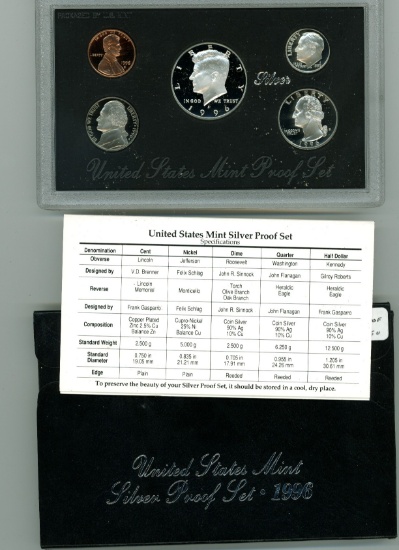 LIBERTY
IN GOD WE TRUST
1996
LIBERTY
Silver
LIBERTY
United States Mint Proof Set
United States Mint Silver Proof Set
Specifications
Denomination Cent Nickel Dime Quarter Half Dollar
Obverse Lincoln Jefferson Roosevelt Washington Kennedy
Designed by V.D. Brenner Felix Schlag John R. Sinnock John Flanagan Gilroy Roberts
Reverse Lincoln Memorial Monticello Torch Olive Branch Oak Branch Heraldic Eagle Heraldic Eagle
Designed by Frank Gasparro Felix Schlag John R. Sinnock John Flanagan Frank Gasparro
Composition Copper Plated Zinc 2.5% Cu Balance Zn Cupro-Nickel 25% Ni Balance Cu Coin Silver 90% Ag 10% Cu Coin Silver 90% Ag 10% Cu Coin Silver 90% Ag 10% Cu
Standard Weight 2.500 g 5.000 g 2.500 g 6.250 g 12.500 g
Standard Diameter 0.750 in 19.05 mm 0.835 in 21.21 mm 0.705 in 17.91 mm 0.955 in 24.26 mm 1.205 in 30.61 mm
Edge Plain Plain Reeded Reeded Reeded
To preserve the beauty of your Silver Proof Set, it should be stored in a cool, dry place.
United States Mint
Silver Proof Set · 1996